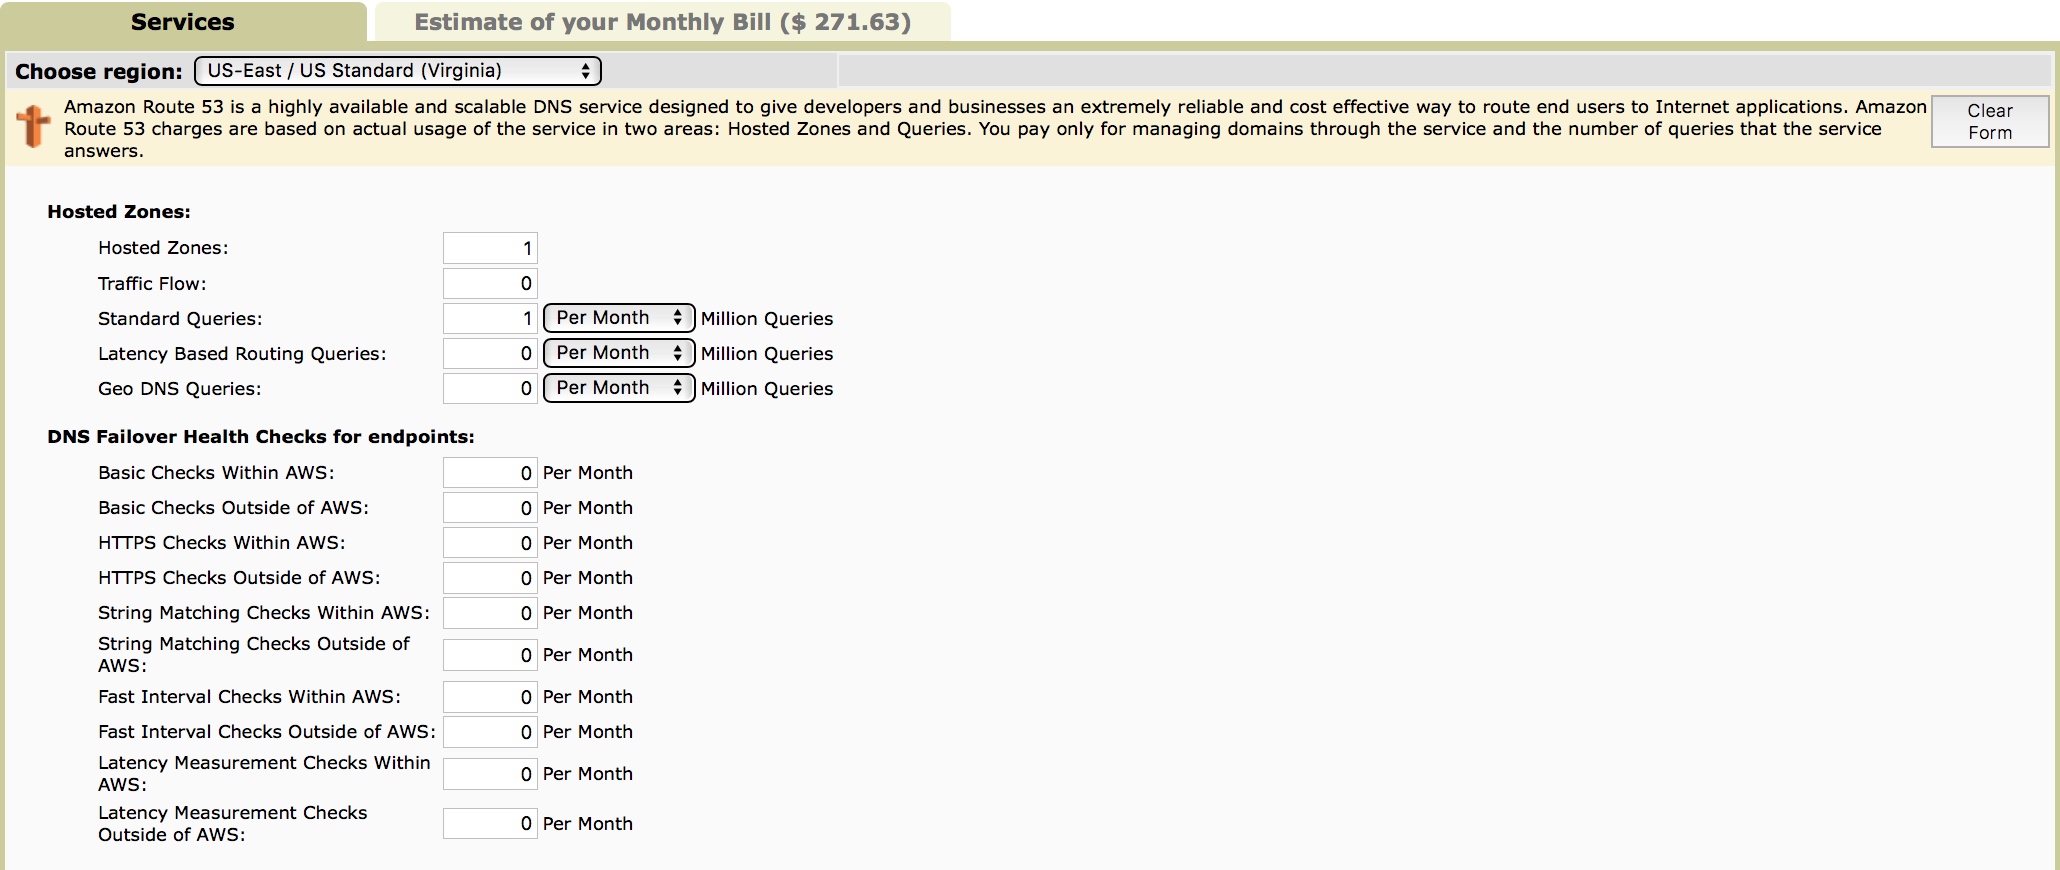 Services
Estimate of your Monthly Bill ($ 271.63)
Choose region: US-East / US Standard (Virginia)
Amazon Route 53 is a highly available and scalable DNS service designed to give developers and businesses an extremely reliable and cost effective way to route end users to Internet applications. Amazon
Route 53 charges are based on actual usage of the service in two areas: Hosted Zones and Queries. You pay only for managing domains through the service and the number of queries that the service
answers.
Clear
Form
Hosted Zones:
Hosted Zones: 1
Traffic Flow: 0
Standard Queries: 1 Per Month Million Queries
Latency Based Routing Queries: 0 Per Month Million Queries
Geo DNS Queries: 0 Per Month Million Queries
DNS Failover Health Checks for endpoints:
Basic Checks Within AWS: 0 Per Month
Basic Checks Outside of AWS: 0 Per Month
HTTPS Checks Within AWS: 0 Per Month
HTTPS Checks Outside of AWS: 0 Per Month
String Matching Checks Within AWS: 0 Per Month
String Matching Checks Outside of
AWS: 0 Per Month
Fast Interval Checks Within AWS: 0 Per Month
Fast Interval Checks Outside of AWS: 0 Per Month
Latency Measurement Checks Within
AWS: 0 Per Month
Latency Measurement Checks
Outside of AWS: 0 Per Month